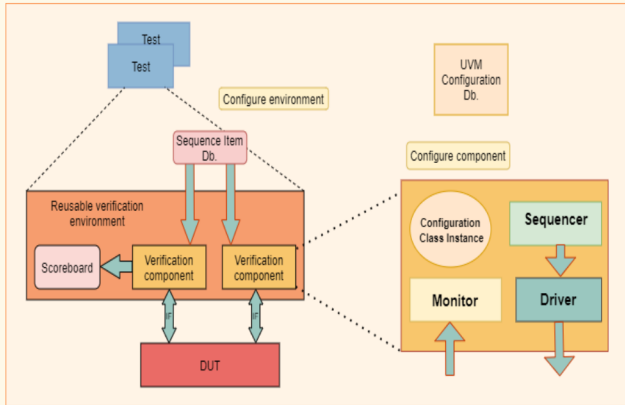 Test
Test
Configure environment
UVM
Configuration
Db.
Sequence Item
Db.
Configure component
Reusable verification
environment
Configuration
Class Instance
Sequencer
Scoreboard
Verification
component
Verification
component
Monitor
Driver
IF
IF
DUT